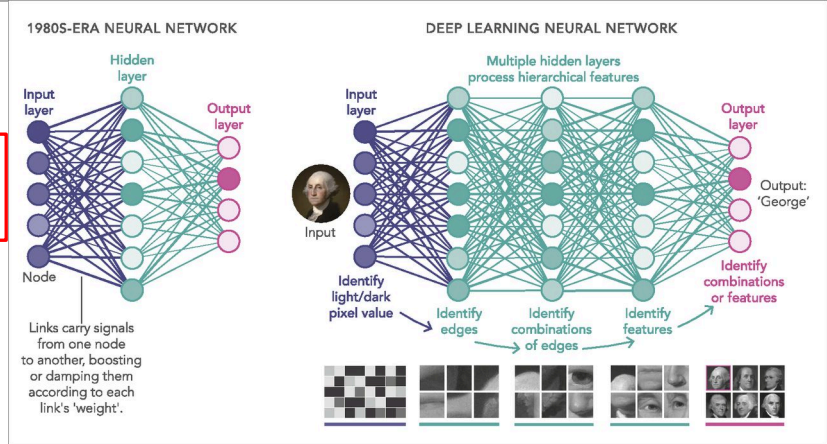 1980S-ERA NEURAL NETWORK
Hidden
layer
Input
layer
Output
layer
Node
Links carry signals
from one node
to another, boosting
or damping them
according to each
link's 'weight'.
DEEP LEARNING NEURAL NETWORK
Multiple hidden layers
process hierarchical features
Input
layer
Output
layer
Input
Output:
'George'
Identify
light/dark
pixel value
Identify
edges
Identify
combinations
of edges
Identify
features
Identify
combinations
or features